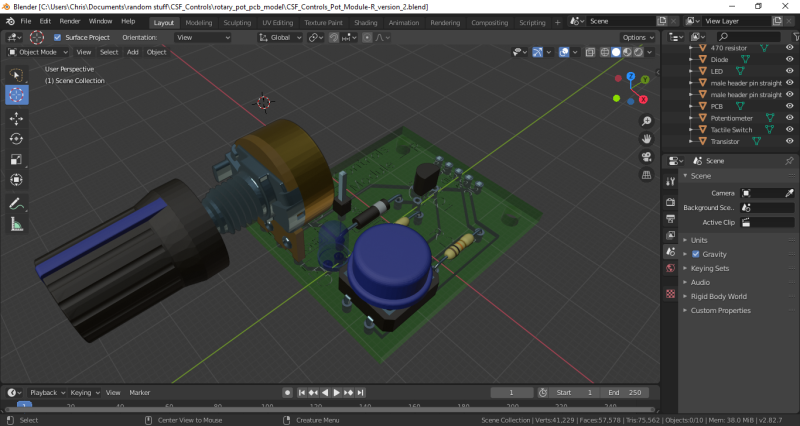 Blender [C:\Users\Chris\Documents\random stuff\CSF_Controls\rotary_pot_pcb_model\CSF_Controls_Pot_Module-R_version_2.blend]
File Edit Render Window Help Layout Modeling Sculpting UV Editing Texture Paint Shading Animation Rendering Compositing Scripting Scene View Layer
Surface Project Orientation: View Global Options
Object Mode View Select Add Object
User Perspective
(1) Scene Collection
Z
Y
X
470 resistor
Diode
LED
male header pin straight
male header pin straight
PCB
Potentiometer
Tactile Switch
Transistor
Scene
Scene
Camera
Background Sce..
Active Clip
Units
Gravity
Keying Sets
Audio
Rigid Body World
Custom Properties
Playback Keying View Marker 1 Start 1 End 250
1 20 40 60 80 100 120 140 160 180 200 220 240
Select Center View to Mouse Creature Menu Scene Collection | Verts:41,229 | Faces:57,578 | Tris:75,562 | Objects:0/10 | Mem: 38.0 MiB | v2.82.7